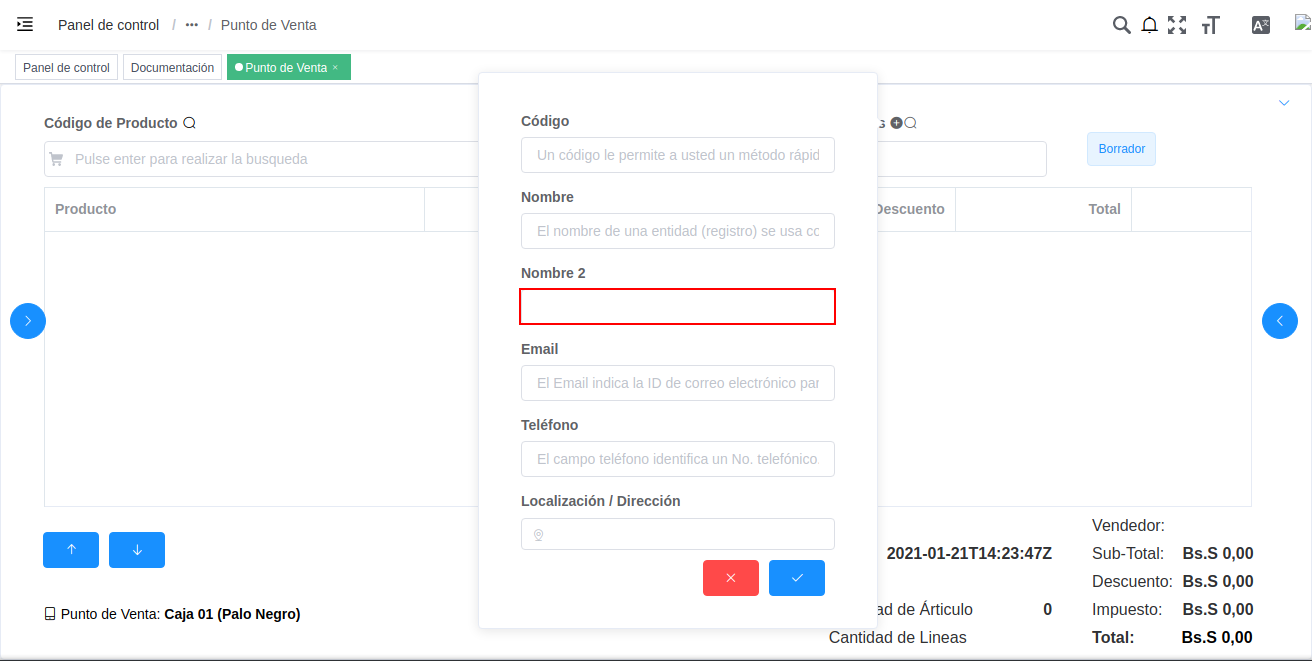 Panel de control / ••• / Punto de Venta
Panel de control
Documentación
Punto de Venta ×
Código de Producto
Pulse enter para realizar la busqueda
Borrador
Producto
Descuento
Total
Código
Un código le permite a usted un método rápid
Nombre
El nombre de una entidad (registro) se usa co
Nombre 2
Email
El Email indica la ID de correo electrónico par
Teléfono
El campo teléfono identifica un No. telefónico
Localización / Dirección
Vendedor:
2021-01-21T14:23:47Z
Sub-Total: Bs.S 0,00
Descuento: Bs.S 0,00
Punto de Venta: Caja 01 (Palo Negro)
ad de Árticulo 0
Impuesto: Bs.S 0,00
Cantidad de Lineas
Total: Bs.S 0,00